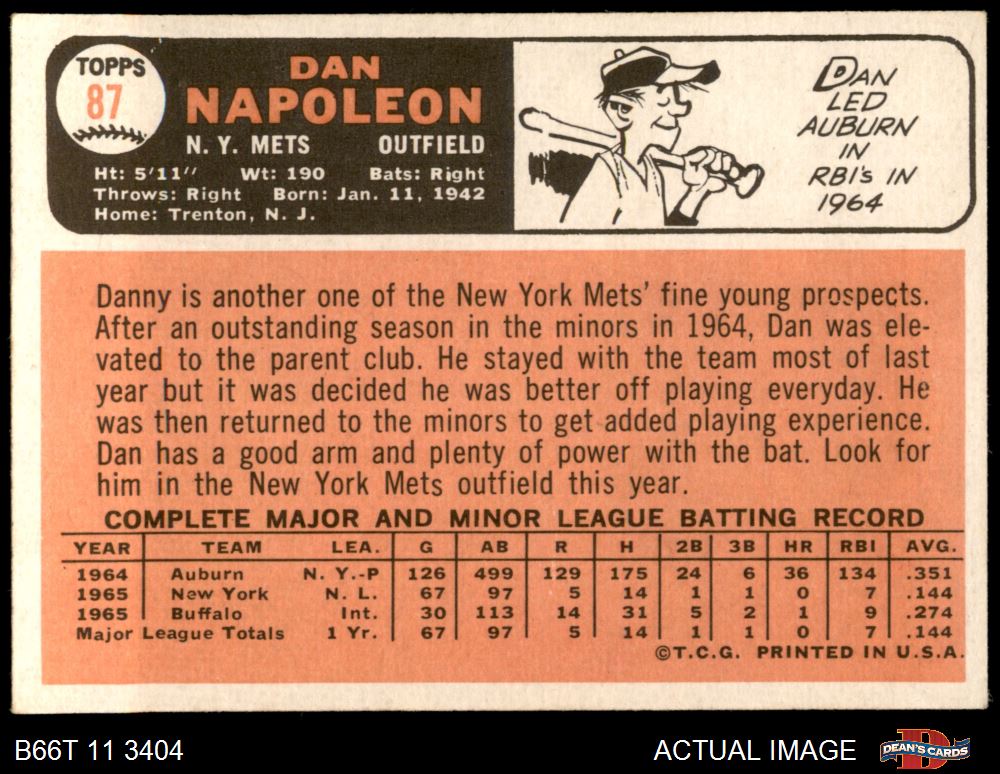 TOPPS
87
DAN
NAPOLEON
N. Y. METS OUTFIELD
Ht: 5'11" Wt: 190 Bats: Right
Throws: Right Born: Jan. 11, 1942
Home: Trenton, N. J.
DAN
LED
AUBURN
IN
RBI's IN
1964
Danny is another one of the New York Mets' fine young prospects.
After an outstanding season in the minors in 1964, Dan was ele-
vated to the parent club. He stayed with the team most of last
year but it was decided he was better off playing everyday. He
was then returned to the minors to get added playing experience.
Dan has a good arm and plenty of power with the bat. Look for
him in the New York Mets outfield this year.
COMPLETE MAJOR AND MINOR LEAGUE BATTING RECORD
YEAR TEAM LEA. G AB R H 2B 3B HR RBI AVG.
1964 Auburn N. Y.-P 126 499 129 175 24 6 36 134 .351
1965 New York N. L. 67 97 5 14 1 1 0 7 .144
1965 Buffalo Int. 30 113 14 31 5 2 1 9 .274
Major League Totals 1 Yr. 67 97 5 14 1 1 0 7 .144
©T.C.G. PRINTED IN U.S.A.
B66T 11 3404
ACTUAL IMAGE
DEAN'S CARDS